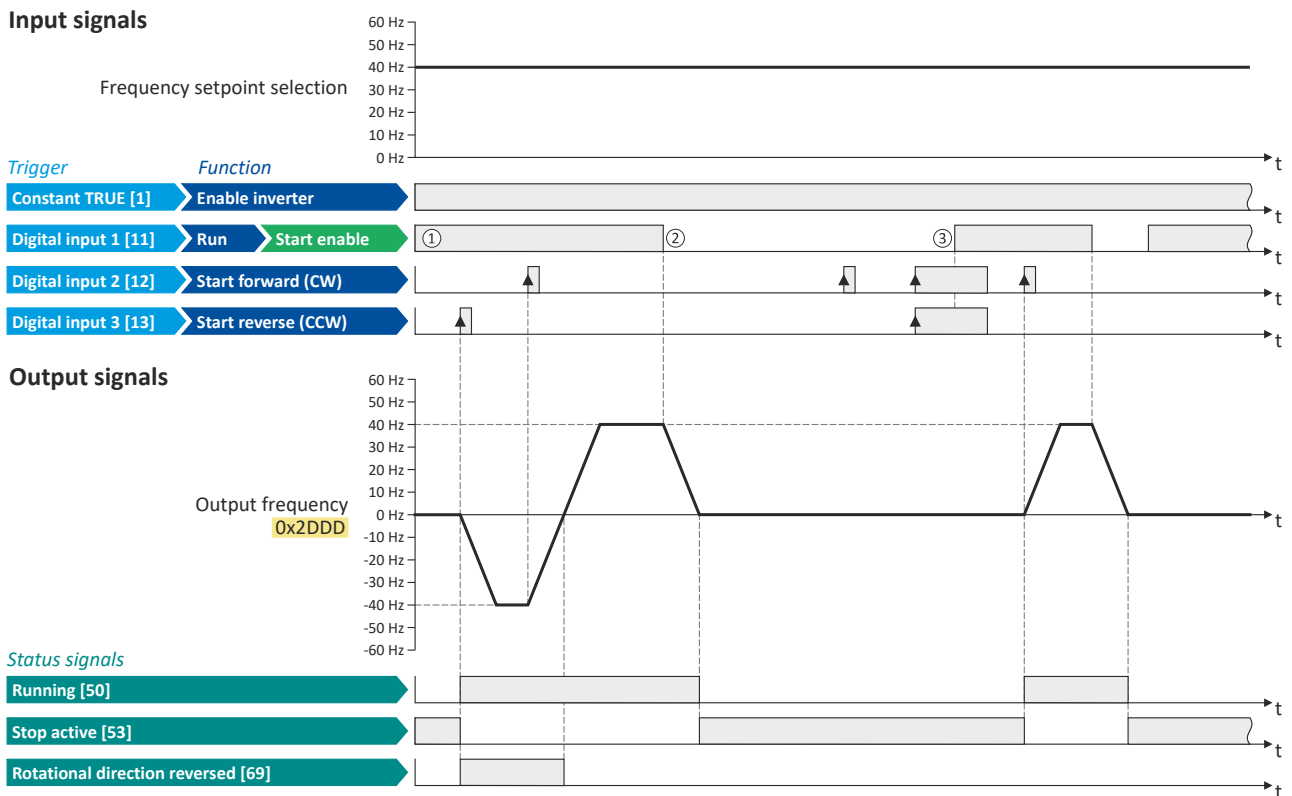 Input signals
60 Hz
50 Hz
40 Hz
Frequency setpoint selection
30 Hz
20 Hz
10 Hz
0 Hz
t
Trigger
Function
Constant TRUE [1]
Enable inverter
t
Digital input 1 [11]
Run
Start enable
①
②
③
t
Digital input 2 [12]
Start forward (CW)
t
Digital input 3 [13]
Start reverse (CCW)
t
Output signals
60 Hz
50 Hz
40 Hz
30 Hz
20 Hz
10 Hz
Output frequency
0 Hz
t
0x2DDD
-10 Hz
-20 Hz
-30 Hz
-40 Hz
-50 Hz
-60 Hz
Status signals
Running [50]
t
Stop active [53]
t
Rotational direction reversed [69]
t